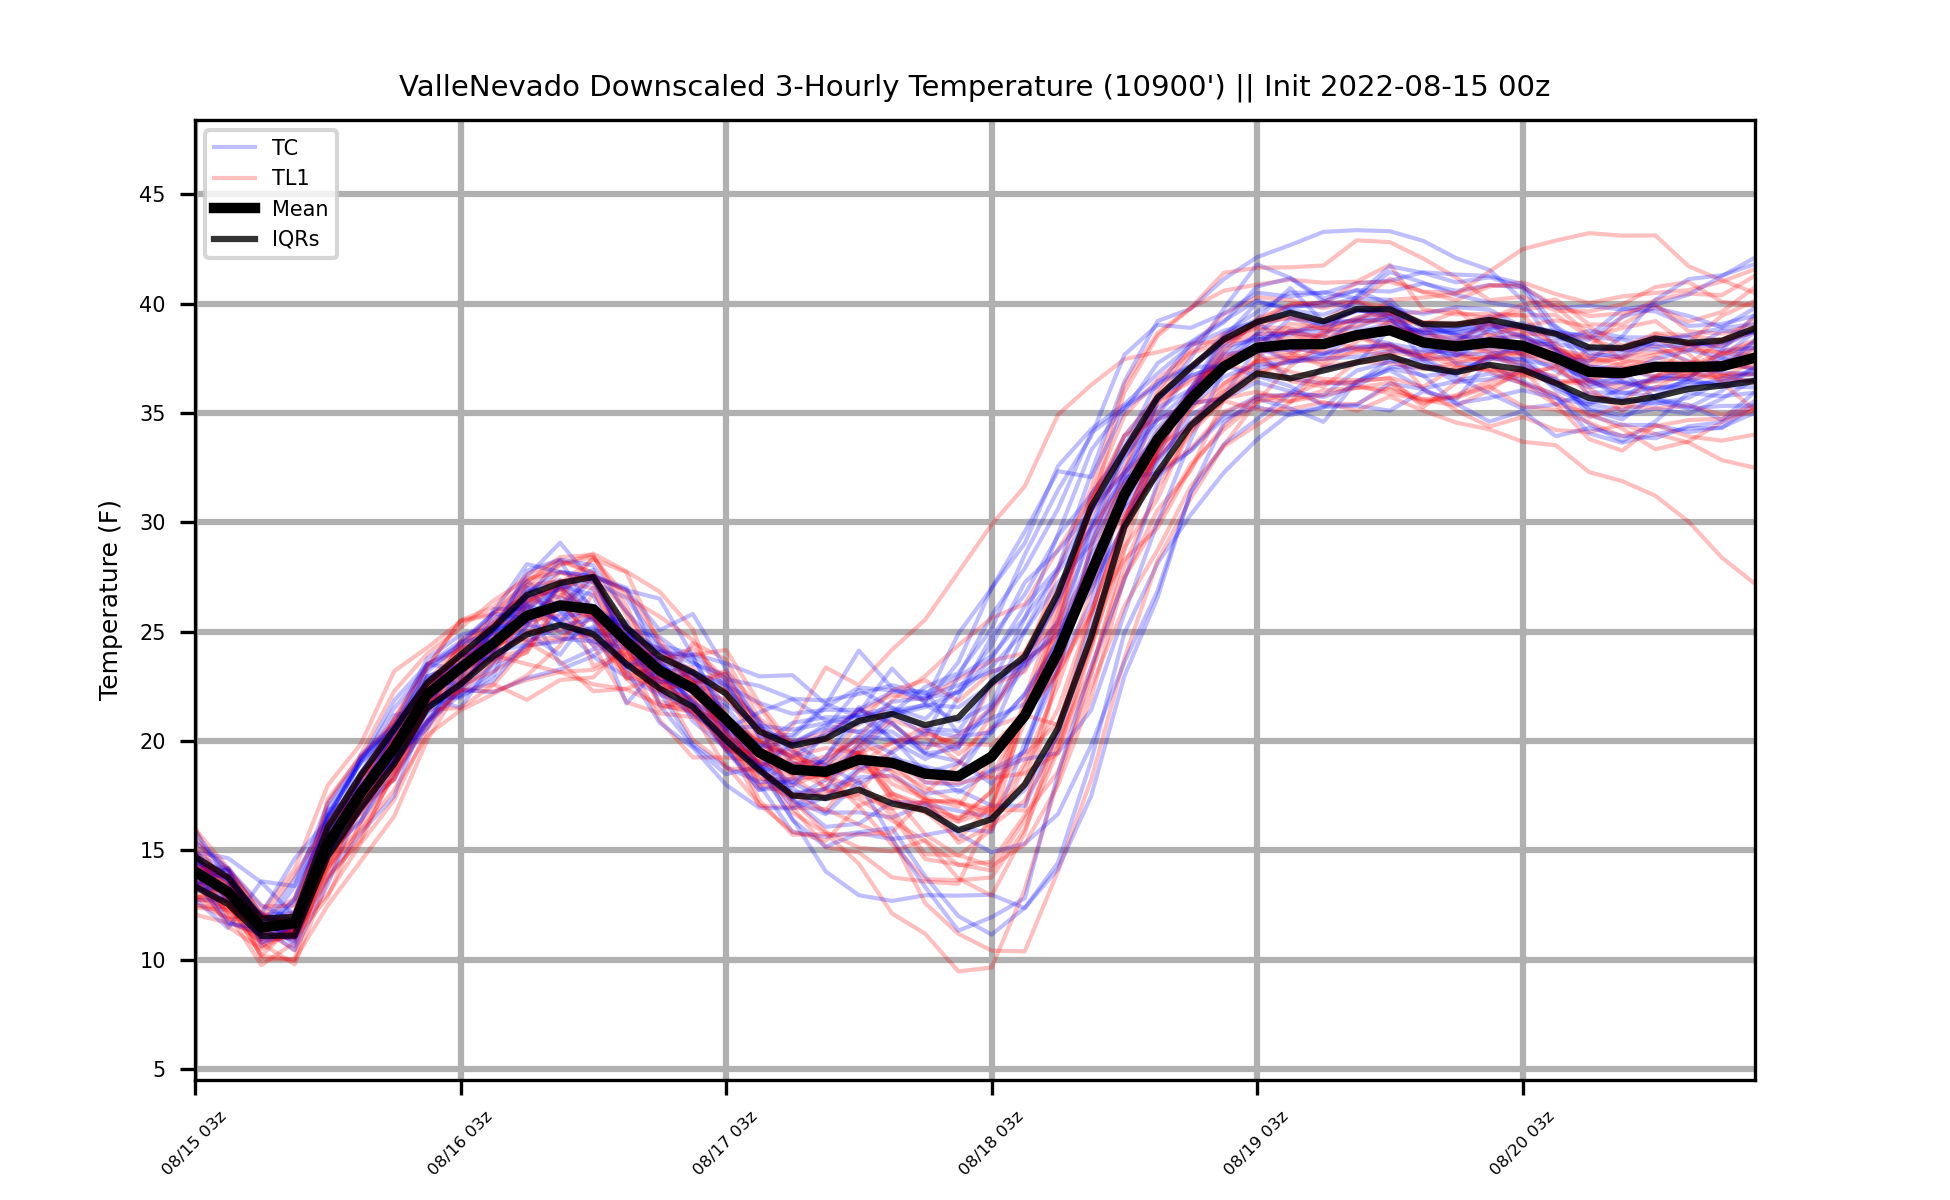 ValleNevado Downscaled 3-Hourly Temperature (10900') || Init 2022-08-15 00z
TC
TL1
Mean
IQRs
Temperature (F)
45
40
35
30
25
20
15
10
5
08/15 03z
08/16 03z
08/17 03z
08/18 03z
08/19 03z
08/20 03z